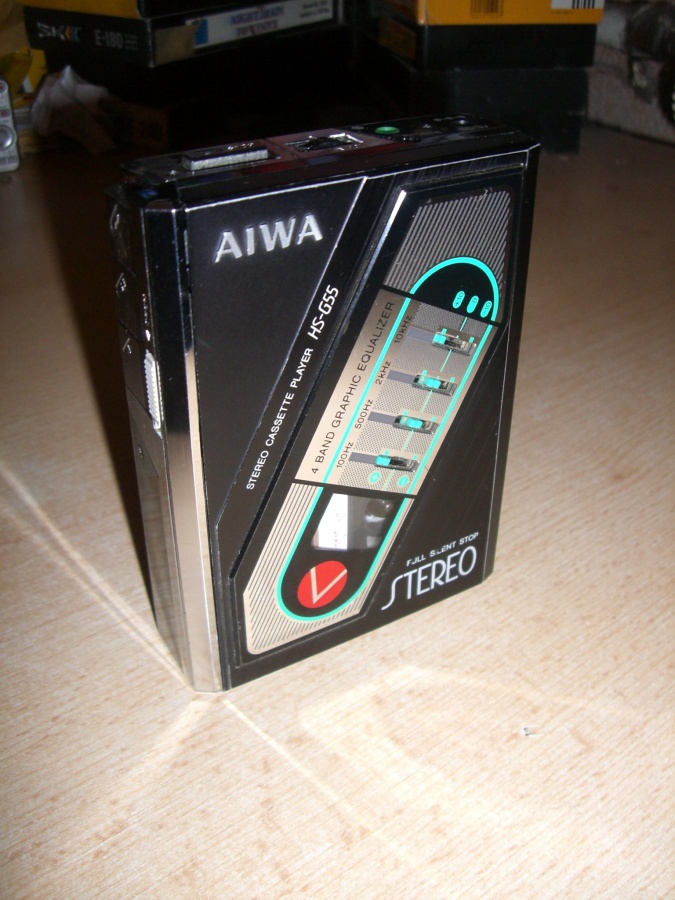 E-180
AIWA
STEREO CASSETTE PLAYER HS-G55
4 BAND GRAPHIC EQUALIZER
10kHz
2kHz
500Hz
100Hz
FULL SILENT STOP
STEREO